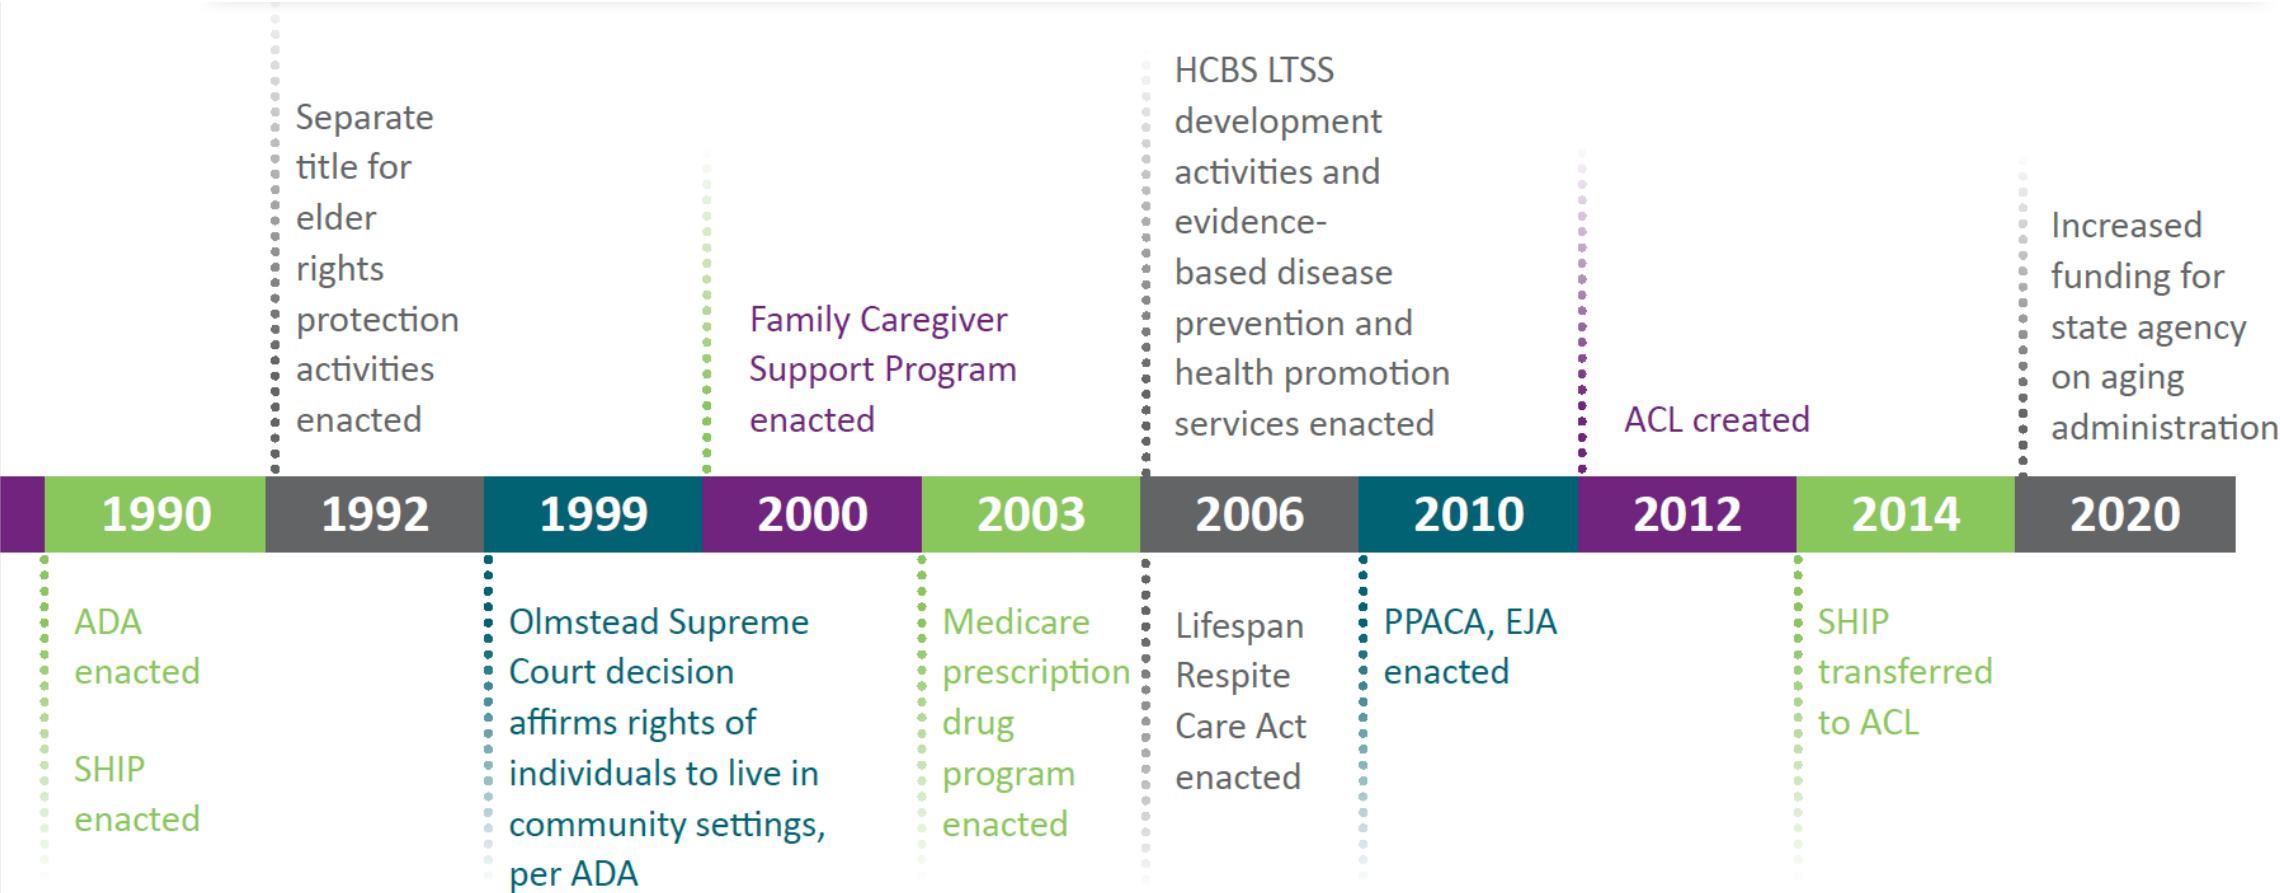 Separate
title for
elder
rights
protection
activities
enacted
Family Caregiver
Support Program
enacted
HCBS LTSS
development
activities and
evidence-
based disease
prevention and
health promotion
services enacted
ACL created
Increased
funding for
state agency
on aging
administration
1990 1992 1999 2000 2003 2006 2010 2012 2014 2020
ADA
enacted
SHIP
enacted
Olmstead Supreme
Court decision
affirms rights of
individuals to live in
community settings,
per ADA
Medicare
prescription
drug
program
enacted
Lifespan
Respite
Care Act
enacted
PPACA, EJA
enacted
SHIP
transferred
to ACL